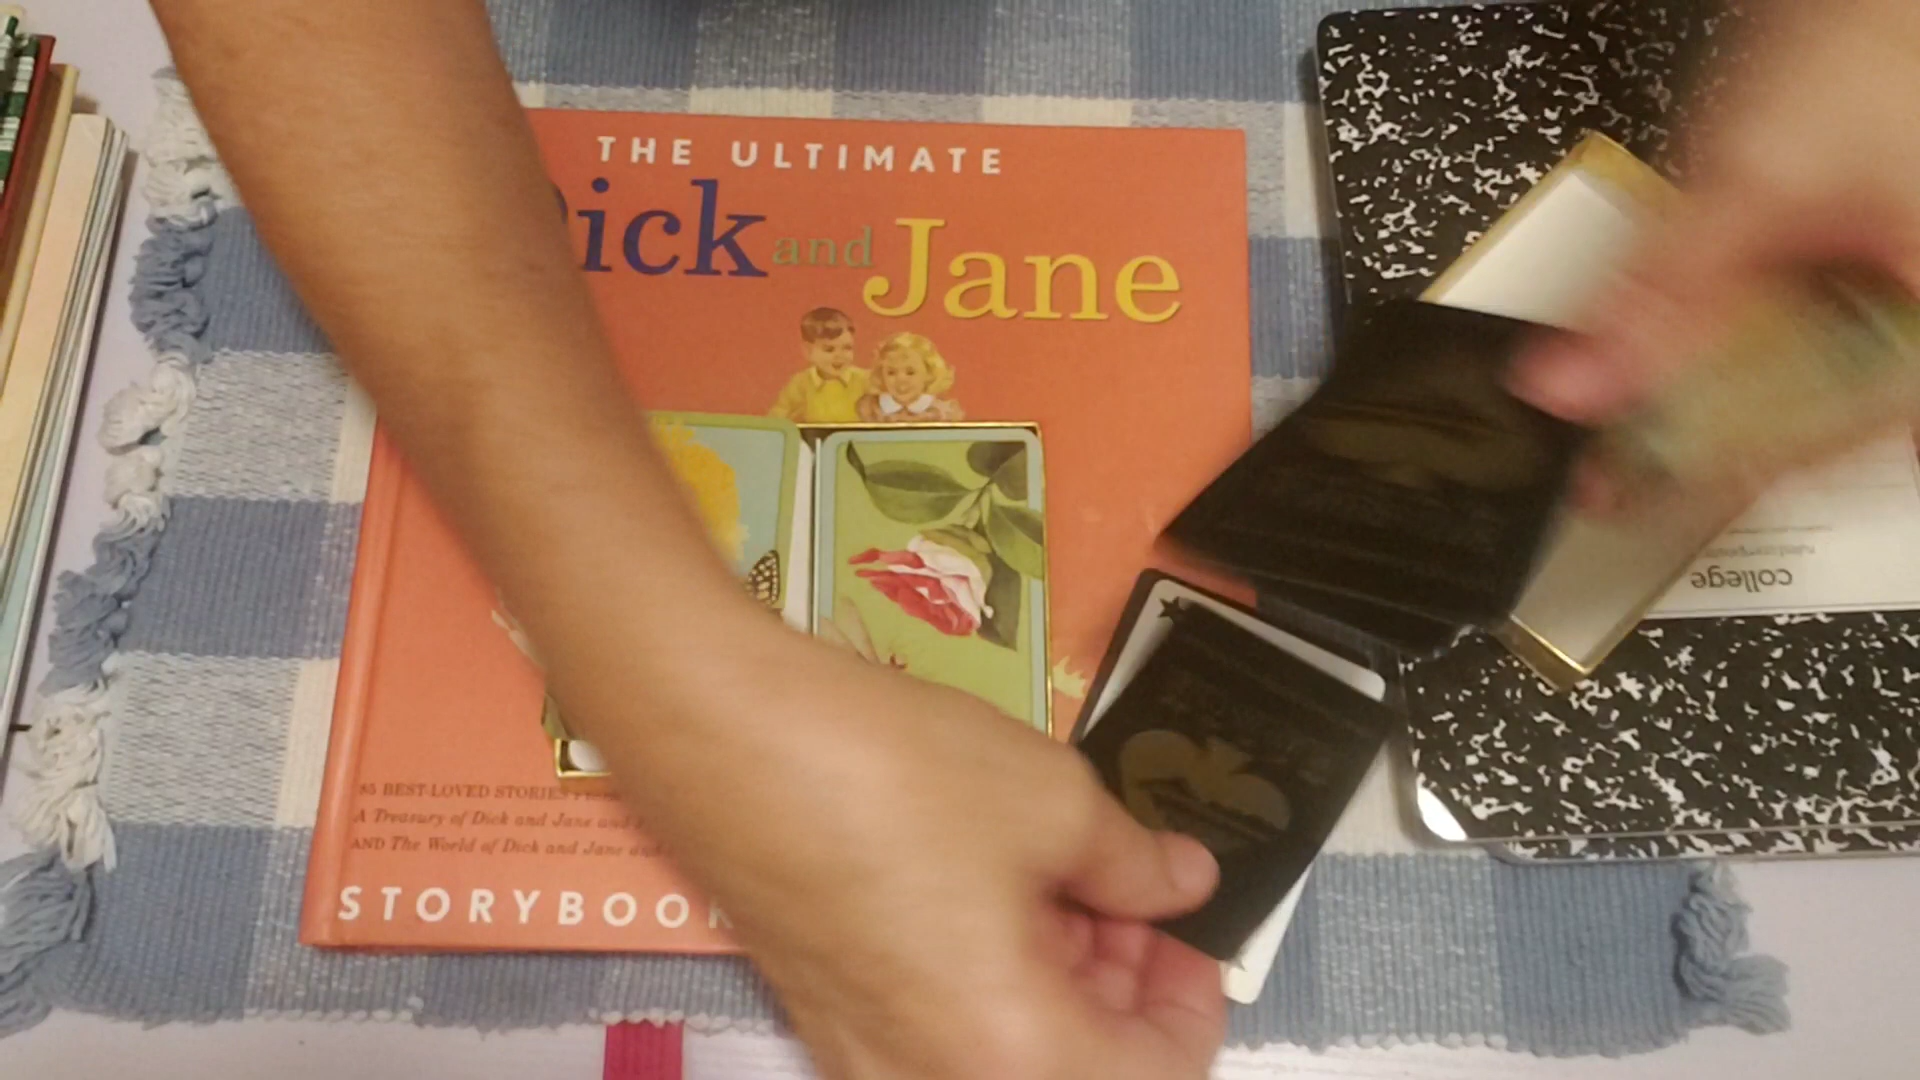 THE ULTIMATE
Dick and Jane
85 BEST-LOVED STORIES
A Treasury of Dick and Jane and
AND The World of Dick and Jane and
STORYBOOK
college